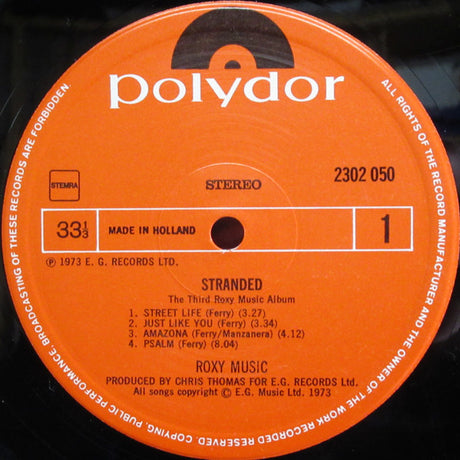 polydor
STEMRA
STEREO
2302 050
33⅓
MADE IN HOLLAND
1
℗ 1973 E. G. RECORDS LTD.
STRANDED
The Third Roxy Music Album
1. STREET LIFE (Ferry) (3.27)
2. JUST LIKE YOU (Ferry) (3.34)
3. AMAZONA (Ferry/Manzanera) (4.12)
4. PSALM (Ferry) (8.04)
ROXY MUSIC
PRODUCED BY CHRIS THOMAS FOR E.G. RECORDS Ltd.
All songs copyright © E.G. Music Ltd. 1973
ALL RIGHTS OF THE RECORD MANUFACTURER AND THE OWNER OF THE WORK RECORDED RESERVED. COPYING, PUBLIC PERFORMANCE, BROADCASTING OF THESE RECORDS ARE FORBIDDEN.